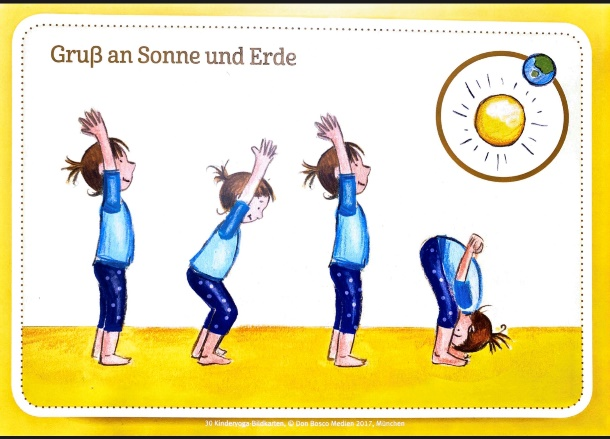 Gruß an Sonne und Erde
30 Kinderyoga-Bildkarten, © Don Bosco Medien 2017, München